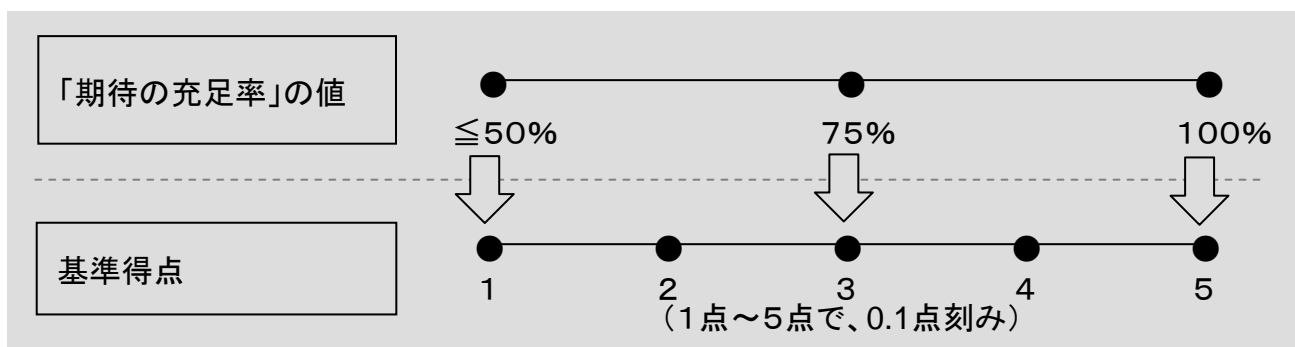 「期待の充足率」の値
≦50% 75% 100%
基準得点
1 2 3 4 5
（1点～5点で、0.1点刻み）